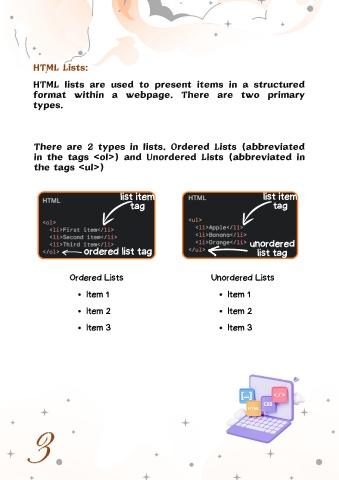 HTML Lists:
HTML lists are used to present items in a structured
format within a webpage. There are two primary
types.
There are 2 types in lists. Ordered Lists (abbreviated
in the tags <ol>) and Unordered Lists (abbreviated in
the tags <ul>)
HTML
list item
tag
<ol>
<li>First item</li>
<li>Second item</li>
<li>Third item</li>
</ol>
ordered list tag
HTML
list item
tag
<ul>
<li>Apple</li>
<li>Banana</li>
<li>Orange</li>
</ul>
unordered
list tag
Ordered Lists
• Item 1
• Item 2
• Item 3
Unordered Lists
• Item 1
• Item 2
• Item 3
[...]
</>
HTML
CSS
3